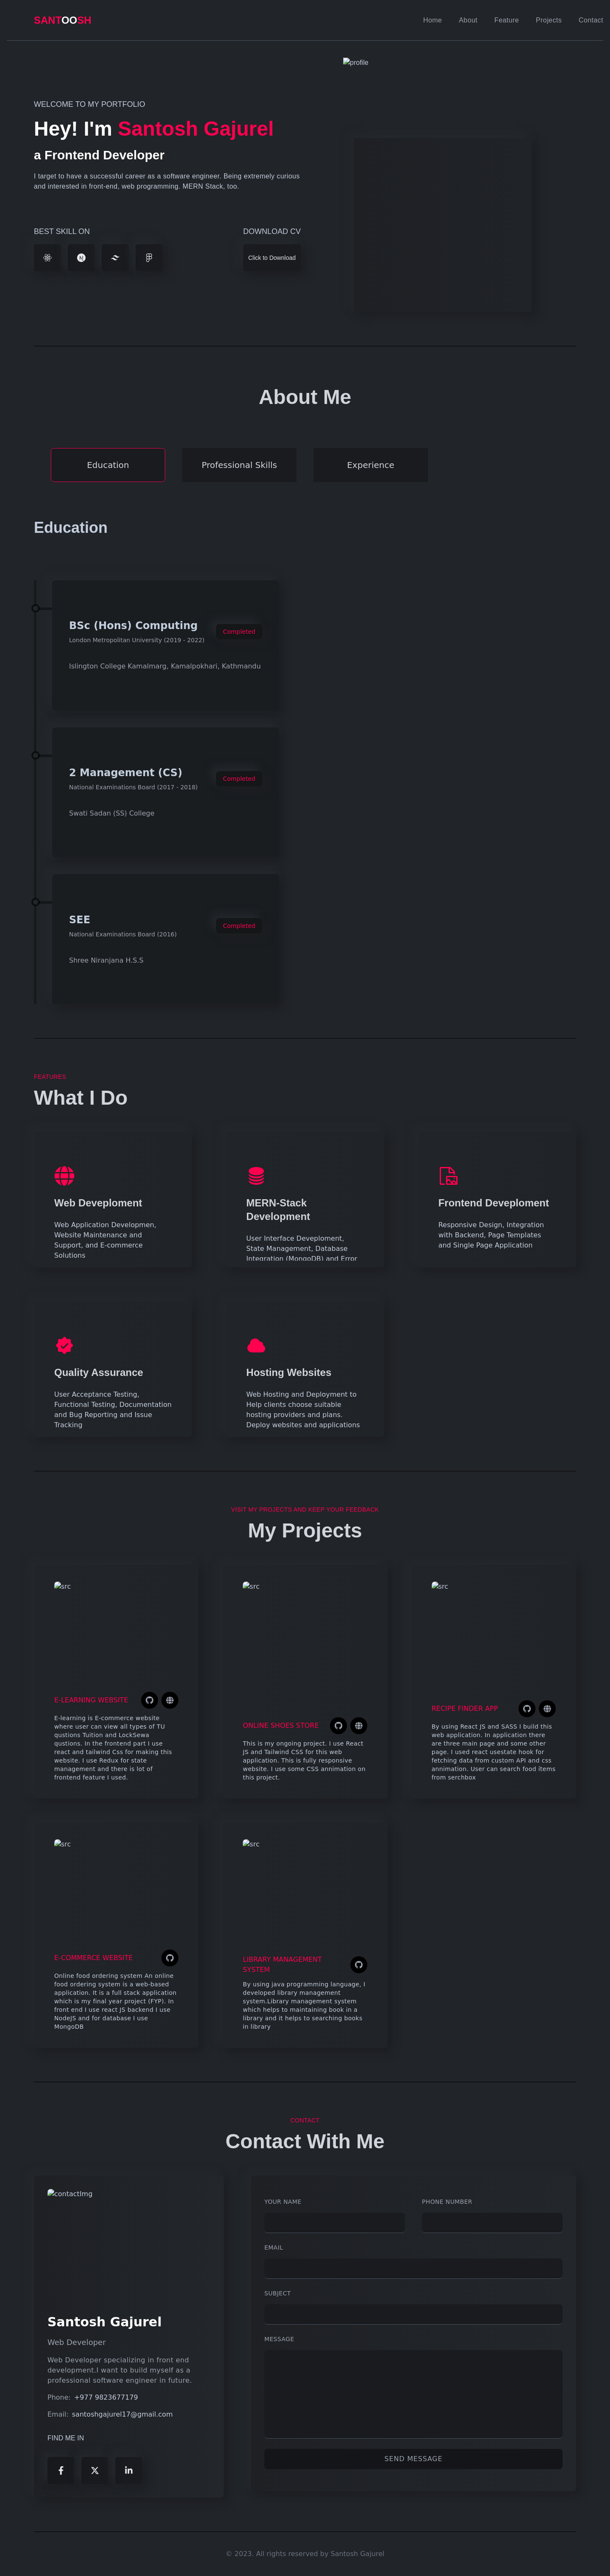 SANTOOSH
Home About Feature Projects Contact
profile
WELCOME TO MY PORTFOLIO
Hey! I'm Santosh Gajurel
a Frontend Developer
I target to have a successful career as a software engineer. Being extremely curious
and interested in front-end, web programming. MERN Stack, too.
BEST SKILL ON
DOWNLOAD CV
Click to Download
About Me
Education
Professional Skills
Experience
Education
BSc (Hons) Computing
London Metropolitan University (2019 - 2022)
Completed
Islington College Kamalmarg, Kamalpokhari, Kathmandu
2 Management (CS)
National Examinations Board (2017 - 2018)
Completed
Swati Sadan (SS) College
SEE
National Examinations Board (2016)
Completed
Shree Niranjana H.S.S
FEATURES
What I Do
Web Deveploment
Web Application Developmen,
Website Maintenance and
Support, and E-commerce
Solutions
MERN-Stack
Development
User Interface Deveploment,
State Management, Database
Integration (MongoDB) and Error
Frontend Deveploment
Responsive Design, Integration
with Backend, Page Templates
and Single Page Application
Quality Assurance
User Acceptance Testing,
Functional Testing, Documentation
and Bug Reporting and Issue
Tracking
Hosting Websites
Web Hosting and Deployment to
Help clients choose suitable
hosting providers and plans.
Deploy websites and applications
VISIT MY PROJECTS AND KEEP YOUR FEEDBACK
My Projects
src
E-LEARNING WEBSITE
E-learning is E-commerce website
where user can view all types of TU
qustions Tuition and LockSewa
qustions. In the frontend part I use
react and tailwind Css for making this
website. I use Redux for state
management and there is lot of
frontend feature I used.
src
ONLINE SHOES STORE
This is my ongoing project. I use React
JS and Tailwind CSS for this web
application. This is fully responsive
website. I use some CSS annimation on
this project.
src
RECIPE FINDER APP
By using React JS and SASS I build this
web application. In application there
are three main page and some other
page. I used react usestate hook for
fetching data from custom API and css
annimation. User can search food items
from serchbox
src
E-COMMERCE WEBSITE
Online food ordering system An online
food ordering system is a web-based
application. It is a full stack application
which is my final year project (FYP). In
front end I use react JS backend I use
NodeJS and for database I use
MongoDB
src
LIBRARY MANAGEMENT
SYSTEM
By using java programming language, I
developed library management
system.Library management system
which helps to maintaining book in a
library and it helps to searching books
in library
CONTACT
Contact With Me
contactImg
Santosh Gajurel
Web Developer
Web Developer specializing in front end
development.I want to build myself as a
professional software engineer in future.
Phone: +977 9823677179
Email: santoshgajurel17@gmail.com
FIND ME IN
YOUR NAME
PHONE NUMBER
EMAIL
SUBJECT
MESSAGE
SEND MESSAGE
© 2023. All rights reserved by Santosh Gajurel